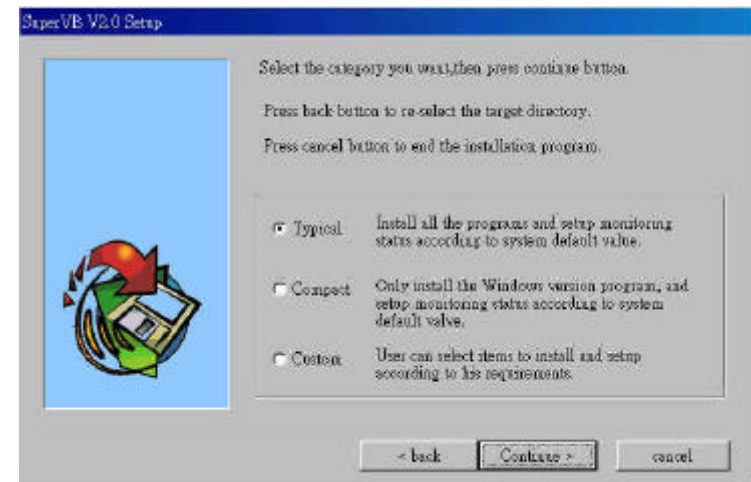 SuperVB V2.0 Setup
Select the category you want,then press continue button.
Press back button to re-select the target directory.
Press cancel button to end the installation program.
Typical
Install all the programs and setup monitoring
status according to system default value.
Compact
Only install the Windows version program, and
setup monitoring status according to system
default valve.
Custom
User can select items to install and setup
according to his requirements.
< back
Continue >
cancel